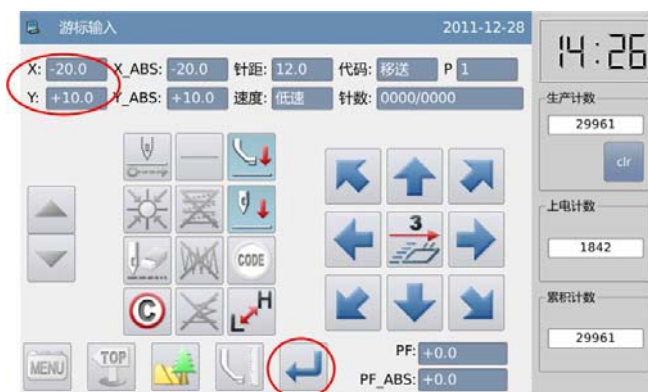 游标输入 2011-12-28
14:26
X: -20.0 X_ABS: -20.0 针距: 12.0 代码: 移送 P 1
Y: +10.0 Y_ABS: +10.0 速度: 低速 针数: 0000/0000
生产计数
29961
clr
上电计数
1842
3
CODE
累积计数
29961
C
L H
MENU TOP
PF: +0.0
PF_ABS: +0.0